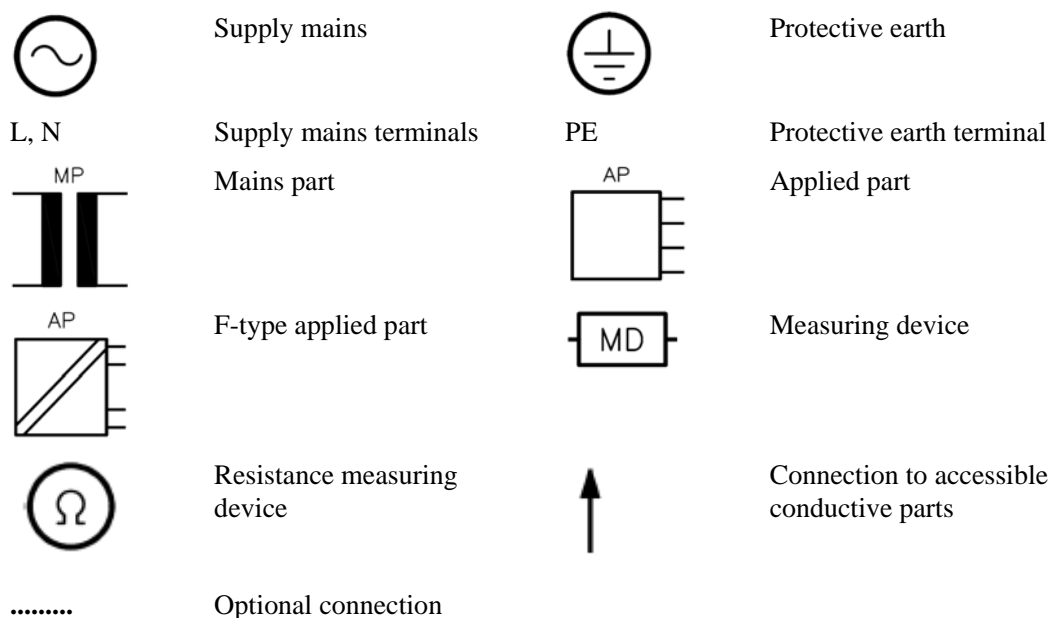 Supply mains
Protective earth
L, N
Supply mains terminals
PE
Protective earth terminal
MP
Mains part
AP
Applied part
AP
F-type applied part
MD
Measuring device
Ω
Resistance measuring
device
Connection to accessible
conductive parts
.........
Optional connection